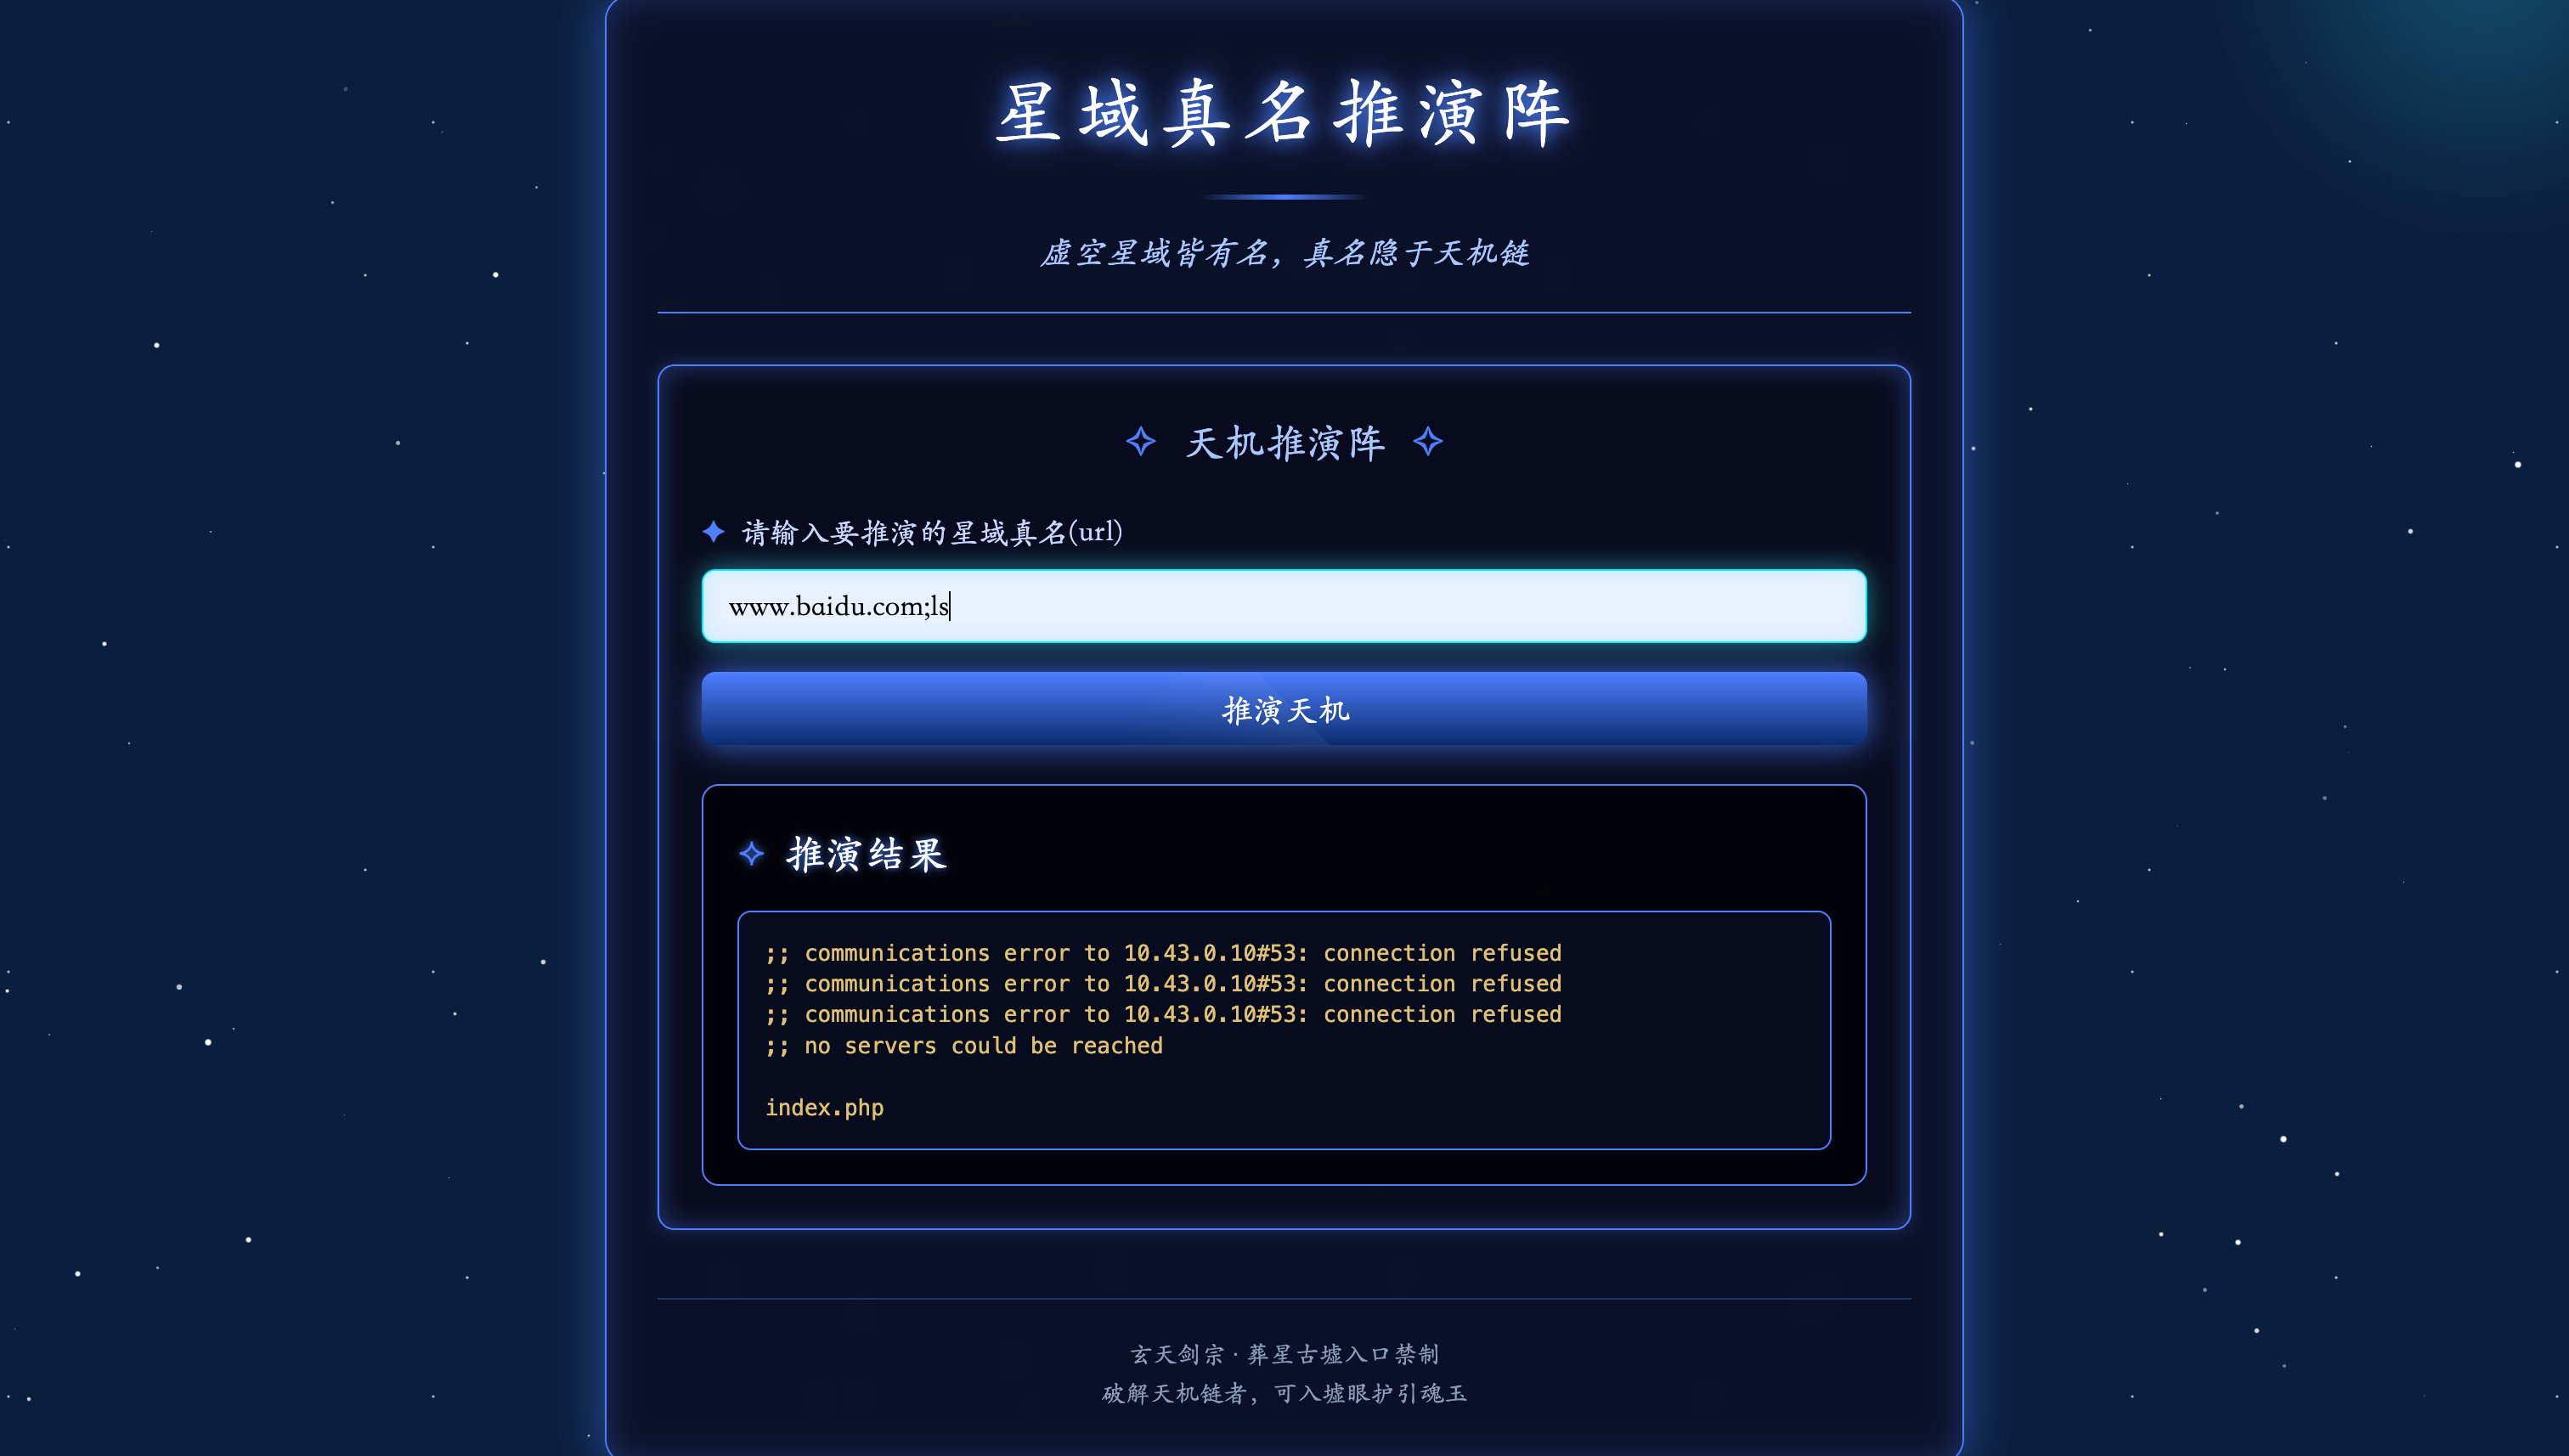 星域真名推演阵
虚空星域皆有名，真名隐于天机链
天机推演阵
请输入要推演的星域真名(url)
www.baidu.com;ls
推演天机
推演结果
;; communications error to 10.43.0.10#53: connection refused
;; communications error to 10.43.0.10#53: connection refused
;; communications error to 10.43.0.10#53: connection refused
;; no servers could be reached
index.php
玄天剑宗·葬星古墟入口禁制
破解天机链者，可入墟眼护引魂玉